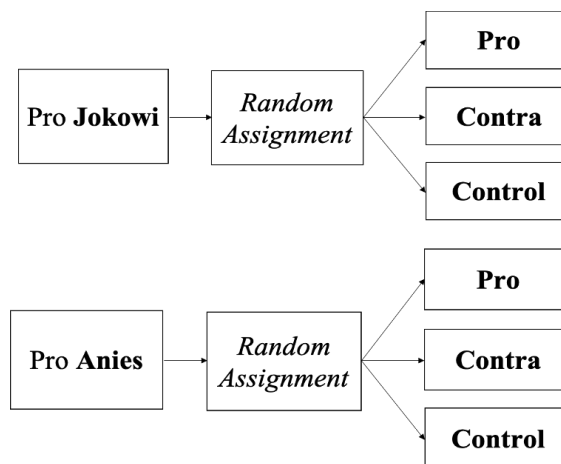 Pro Jokowi
Random
Assignment
Pro
Contra
Control
Pro Anies
Random
Assignment
Pro
Contra
Control